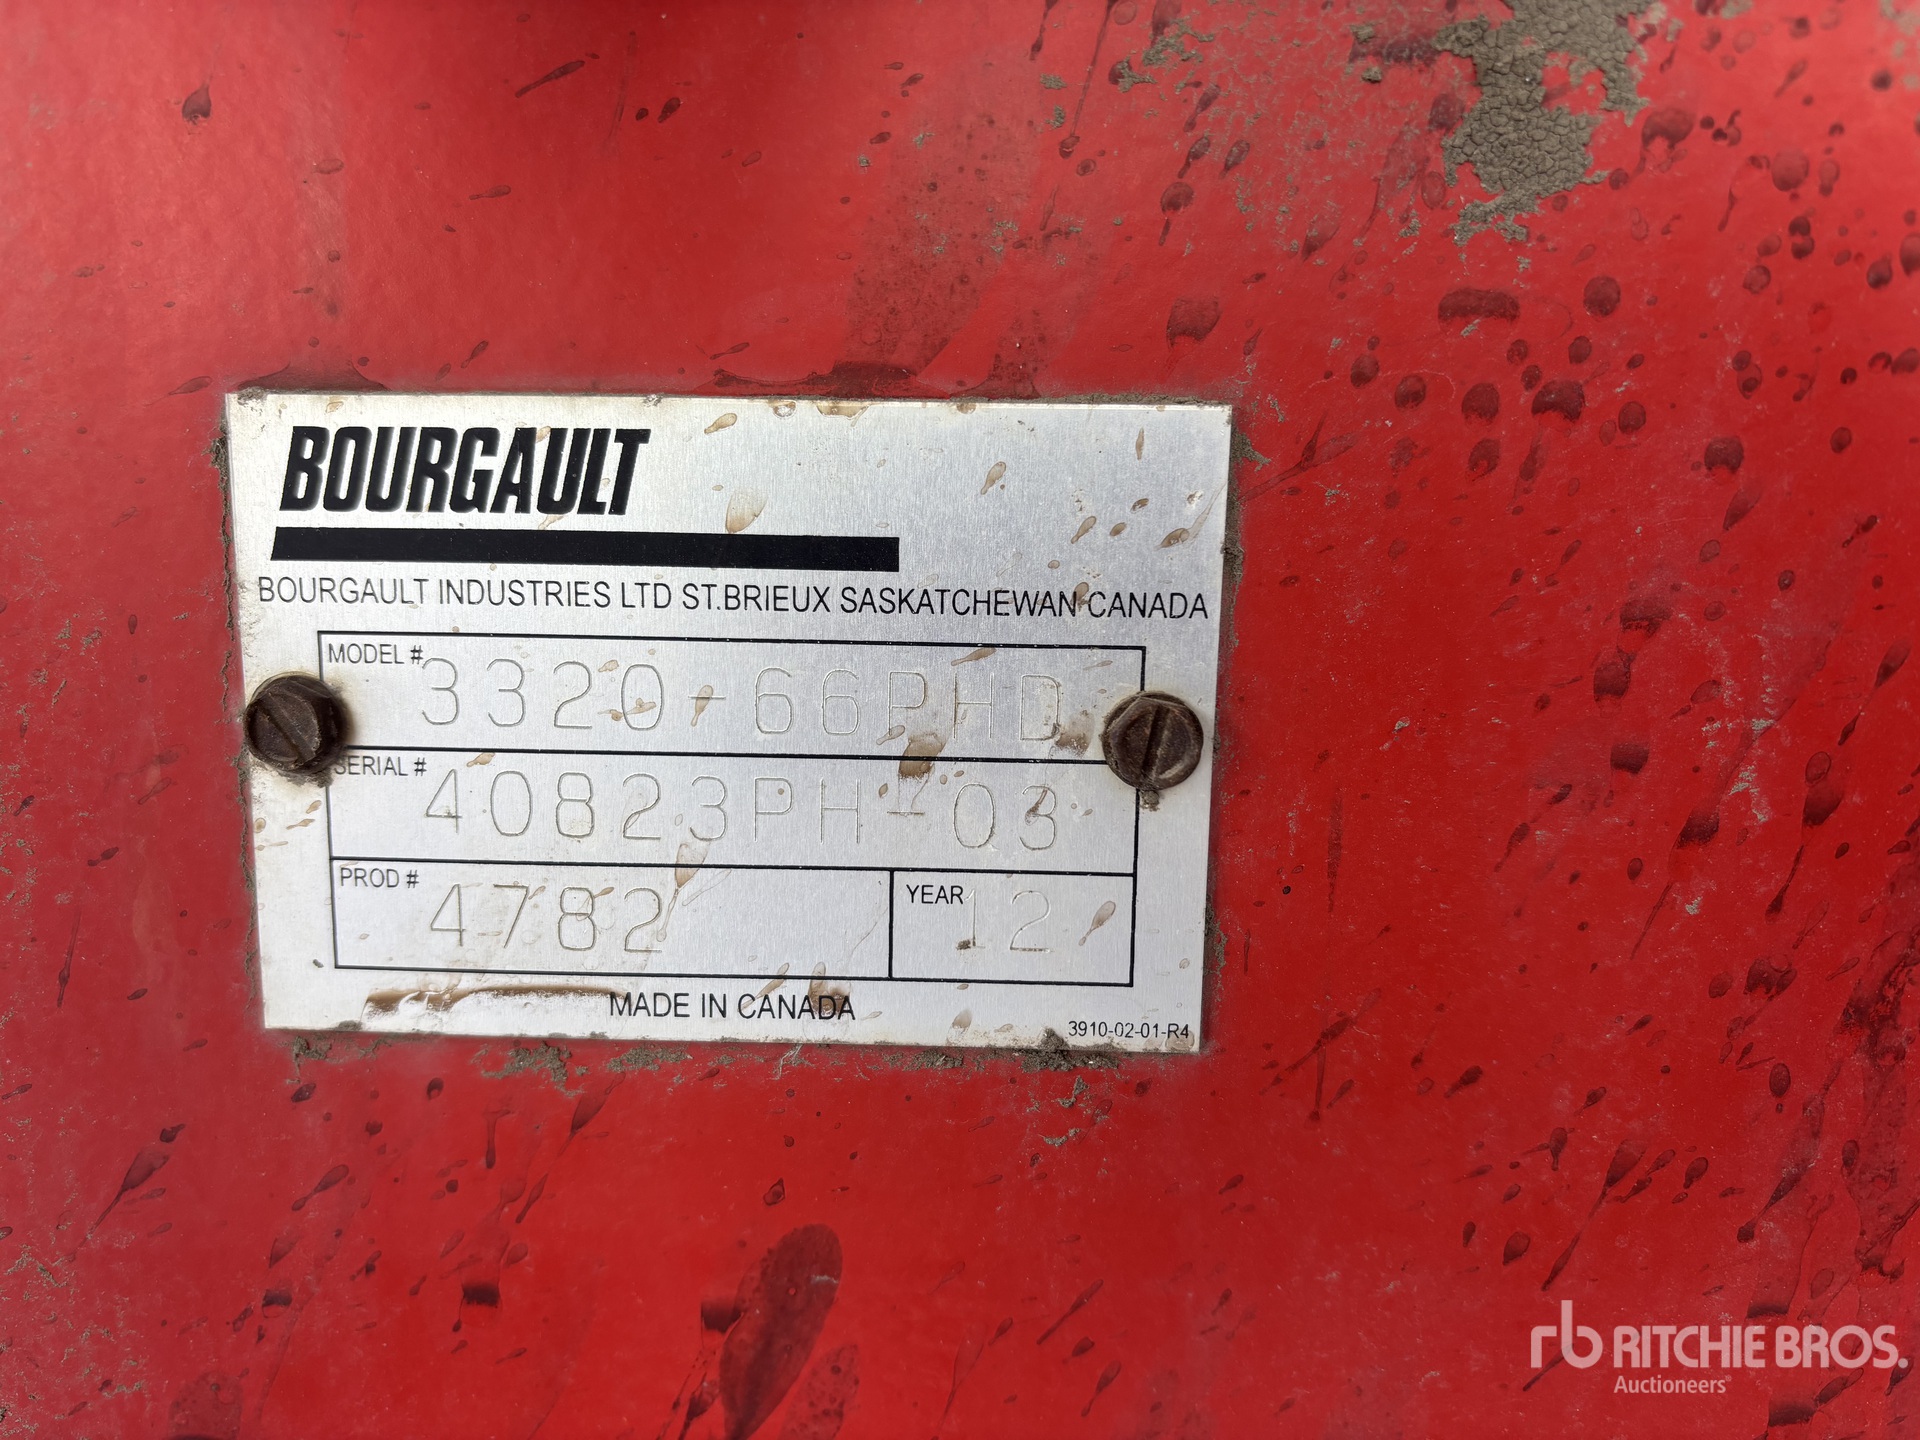 BOURGAULT
BOURGAULT INDUSTRIES LTD ST.BRIEUX SASKATCHEWAN CANADA
MODEL # 3320-66PHD
SERIAL # 40823PH-03
PROD # 4782 YEAR 12
MADE IN CANADA
3910-02-01-R4
rb RITCHIE BROS.
Auctioneers